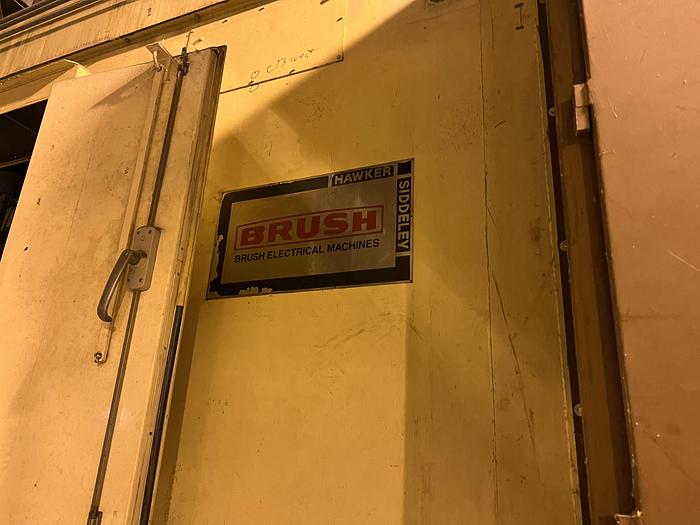 HAWKER
SIDDELEY
BRUSH
BRUSH ELECTRICAL MACHINES